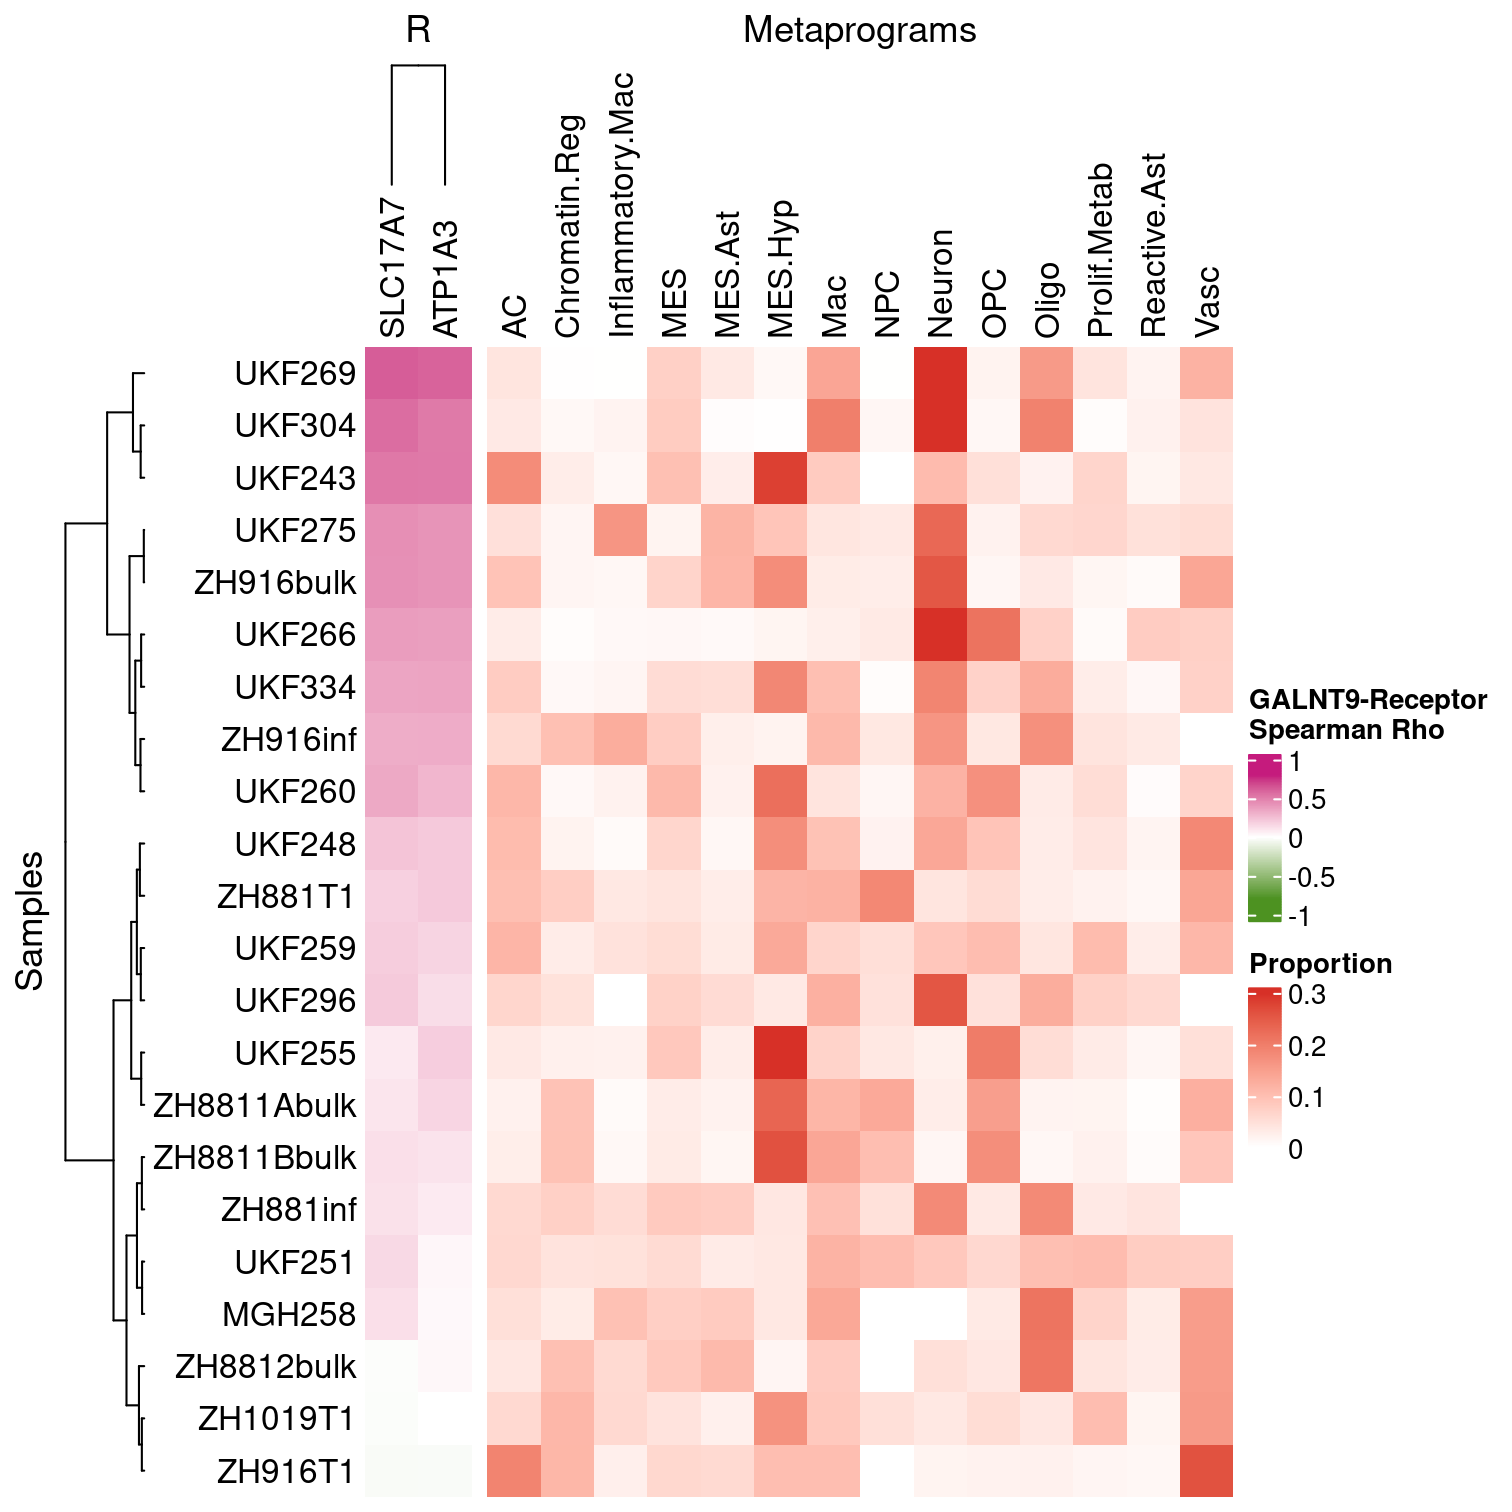 R
Metaprograms
SLC17A7
ATP1A3
AC
Chromatin.Reg
Inflammatory.Mac
MES
MES.Ast
MES.Hyp
Mac
NPC
Neuron
OPC
Oligo
Prolif.Metab
Reactive.Ast
Vasc
Samples
UKF269
UKF304
UKF243
UKF275
ZH916bulk
UKF266
UKF334
ZH916inf
UKF260
UKF248
ZH881T1
UKF259
UKF296
UKF255
ZH8811Abulk
ZH8811Bbulk
ZH881inf
UKF251
MGH258
ZH8812bulk
ZH1019T1
ZH916T1
GALNT9-Receptor
Spearman Rho
1
0.5
0
-0.5
-1
Proportion
0.3
0.2
0.1
0